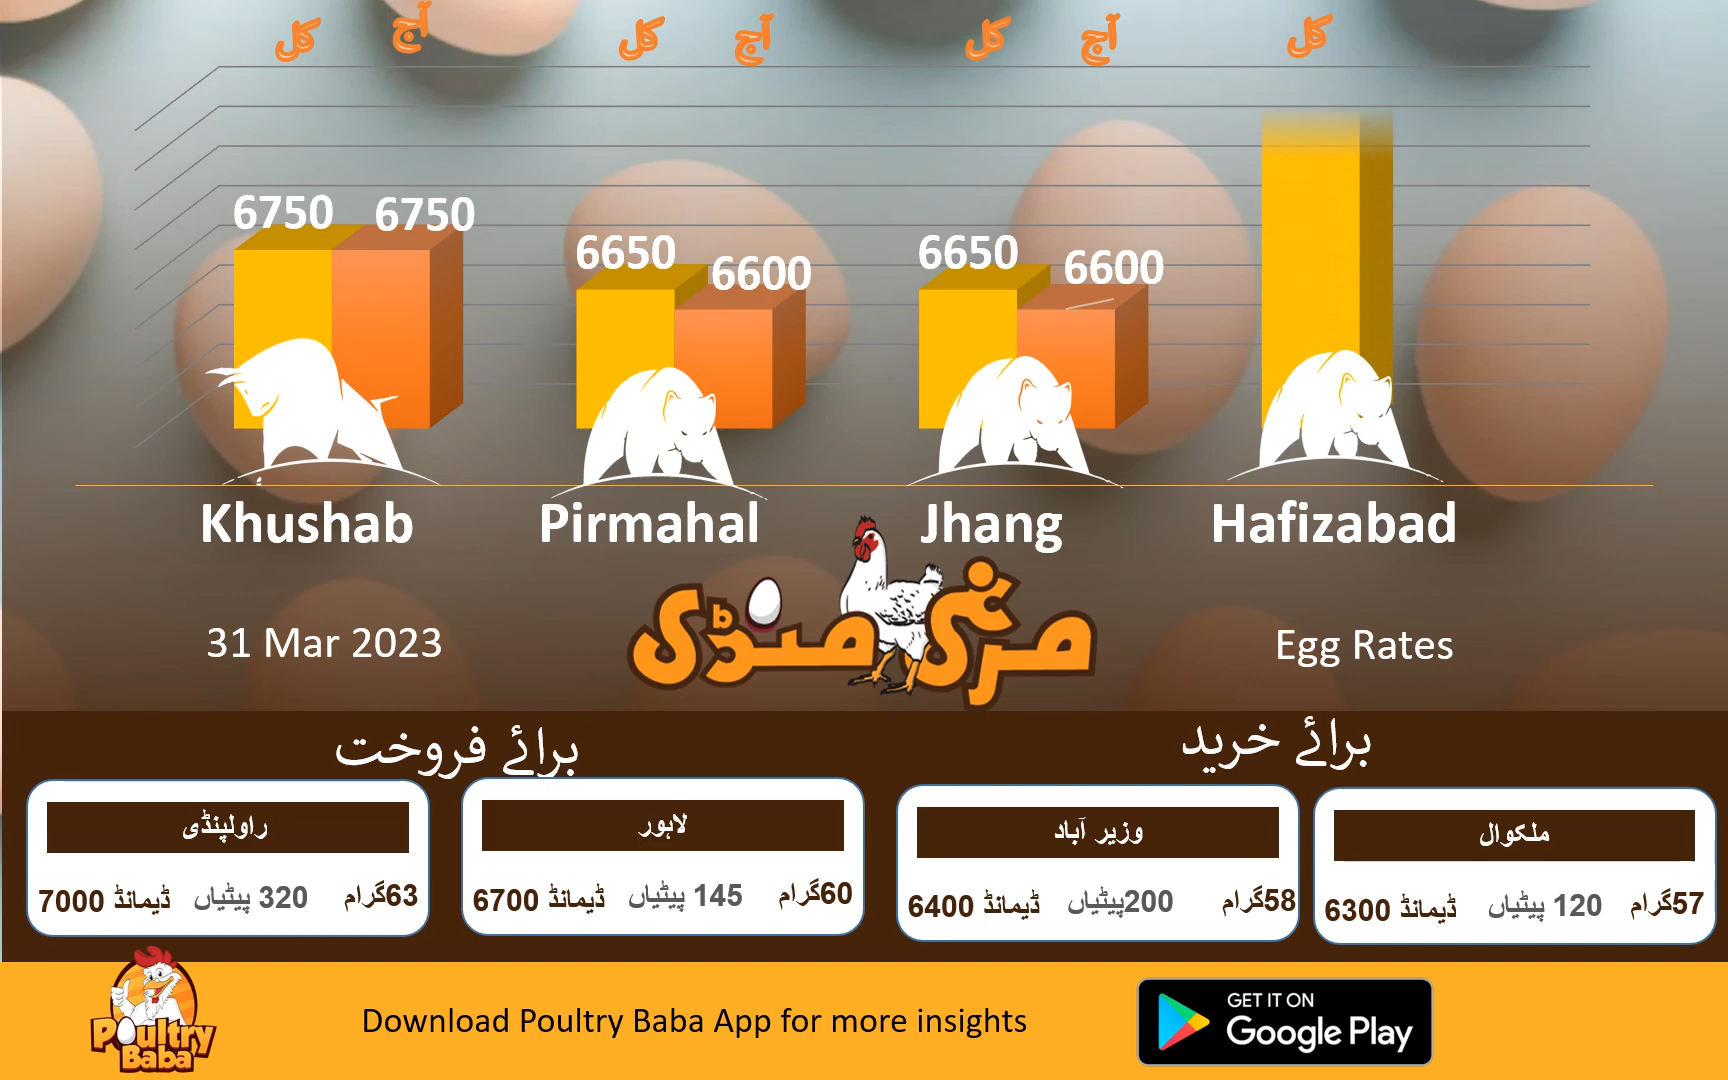 کل آج کل آج کل آج کل
6750 6750 6650 6600 6650 6600
Khushab Pirmahal Jhang Hafizabad
31 Mar 2023
مرغی منڈی
Egg Rates
برائے فروخت
برائے خرید
راولپنڈی
63گرام 320 پیٹیاں ڈیمانڈ 7000
لاہور
60گرام 145 پیٹیاں ڈیمانڈ 6700
وزیر آباد
58گرام 200پیٹیاں ڈیمانڈ 6400
ملکوال
57گرام 120 پیٹیاں ڈیمانڈ 6300
Poultry
Baba
Download Poultry Baba App for more insights
GET IT ON
Google Play